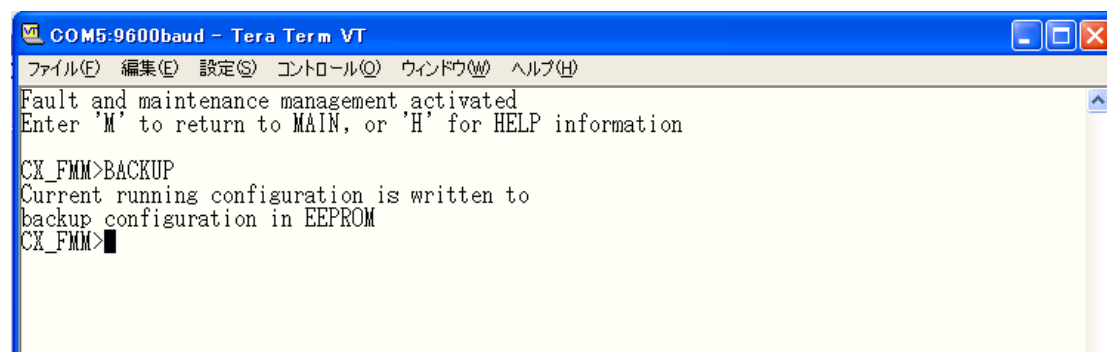 COM5:9600baud - Tera Term VT
ファイル(F) 編集(E) 設定(S) コントロール(O) ウィンドウ(W) ヘルプ(H)
Fault and maintenance management activated
Enter 'M' to return to MAIN, or 'H' for HELP information
CX_FMM>BACKUP
Current running configuration is written to
backup configuration in EEPROM
CX_FMM>